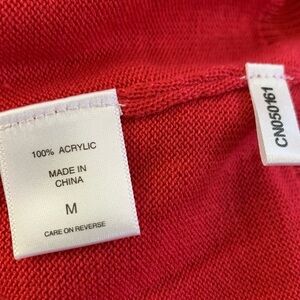 100% ACRYLIC
MADE IN
CHINA
M
CARE ON REVERSE
CN050161